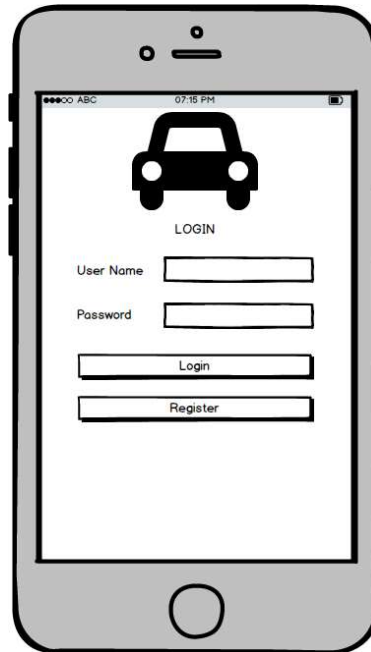 ABC 07:15 PM
LOGIN
User Name
Password
Login
Register